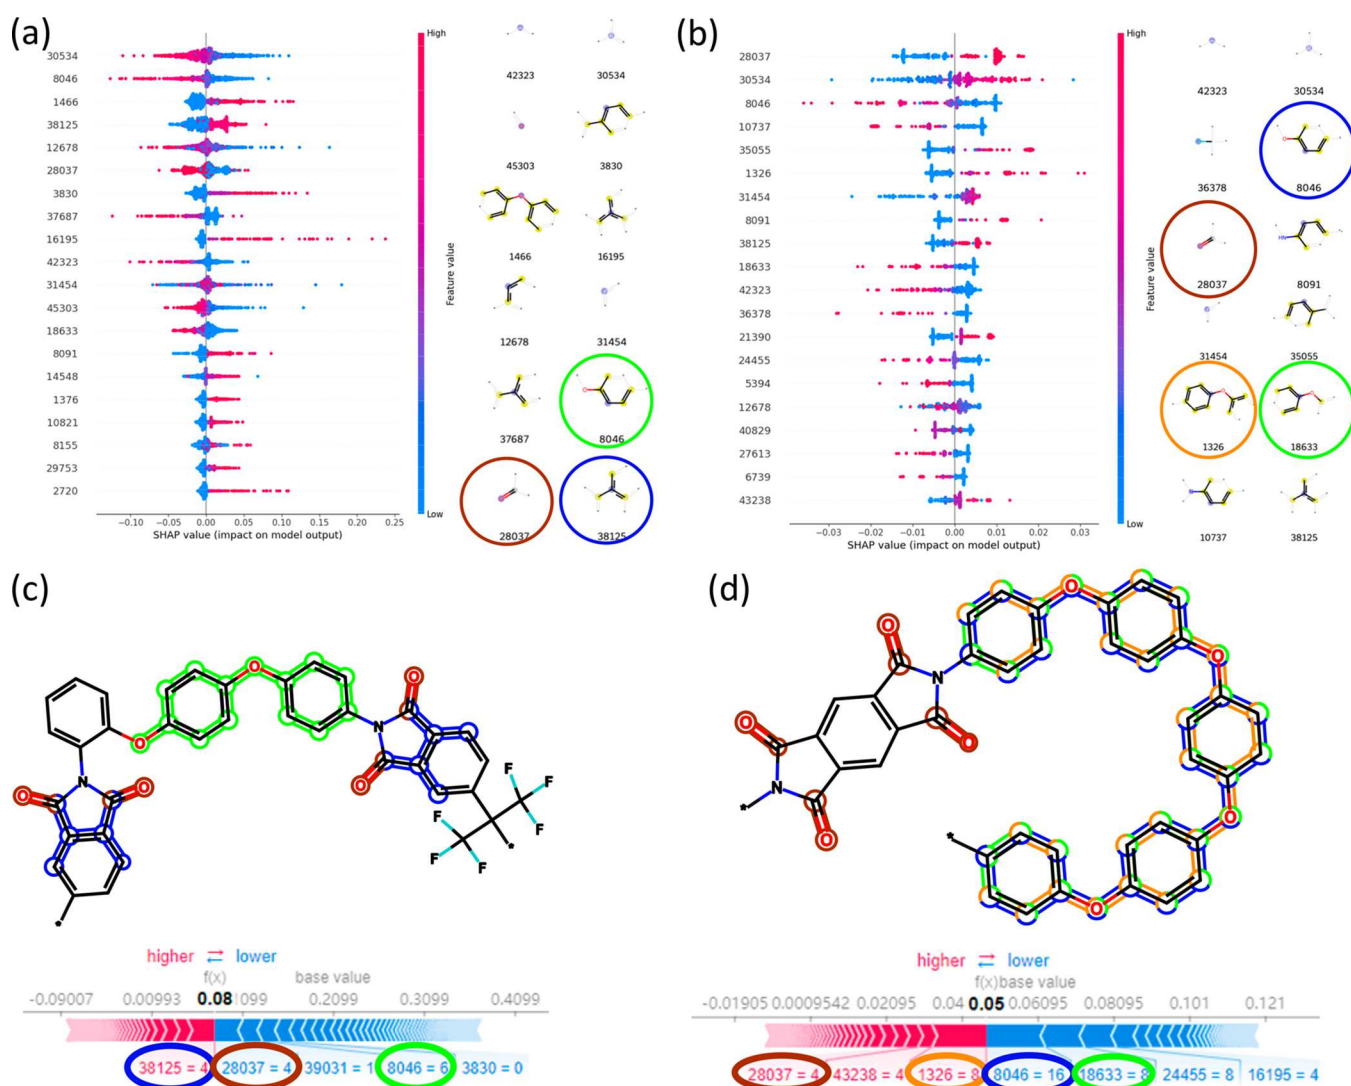 (a)
30534
8046
1466
38125
12678
28037
3830
37687
16195
42323
31454
45303
18633
8091
14548
1376
10821
8155
29753
2720
-0.10 -0.05 0.00 0.05 0.10 0.15 0.20 0.25
SHAP value (impact on model output)
High
Feature value
Low
42323 30534
45303 3830
1466 16195
12678 31454
37687 8046
28037 38125
(b)
28037
30534
8046
10737
35055
1326
31454
8091
38125
18633
42323
36378
21390
24455
5394
12678
40829
27613
6739
43238
−0.03 −0.02 −0.01 0.00 0.01 0.02 0.03
SHAP value (impact on model output)
High
Feature value
Low
42323 30534
36378 8046
HN
28037 8091
31454 35055
1326 18633
10737 38125
(c)
O
O
O
N
O
N
O
O
F
F
F
F
F
F
*
*
higher ⇄ lower
f(x) base value
-0.09007 0.00993 0.08 1099 0.2099 0.3099 0.4099
38125 = 4 28037 = 4 39031 = 1 8046 = 6 3830 = 0
(d)
O
O
N
O
O
O
N
*
O
O
*
O
higher ⇄ lower
f(x) base value
-0.01905 0.0009542 0.02095 0.04 0.05 0.06095 0.08095 0.101 0.121
28037 = 4 43238 = 4 1326 = 8 8046 = 16 18633 = 8 24455 = 8 16195 = 4